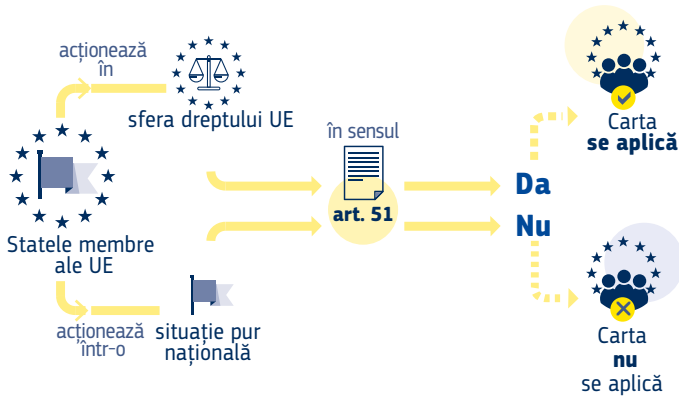 acționează
în
sfera dreptului UE
Statele membre
ale UE
acționează
într-o
situație pur
națională
în sensul
art. 51
Da
Nu
Carta
se aplică
Carta
nu
se aplică